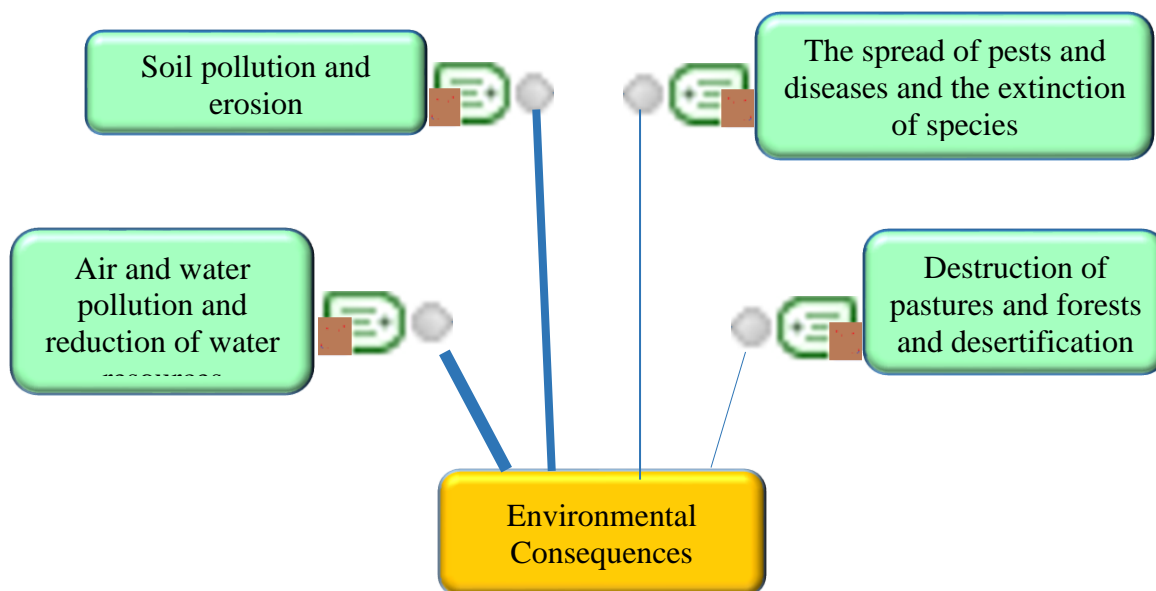 Soil pollution and
erosion
The spread of pests and
diseases and the extinction
of species
Air and water
pollution and
reduction of water
Destruction of
pastures and forests
and desertification
Environmental
Consequences